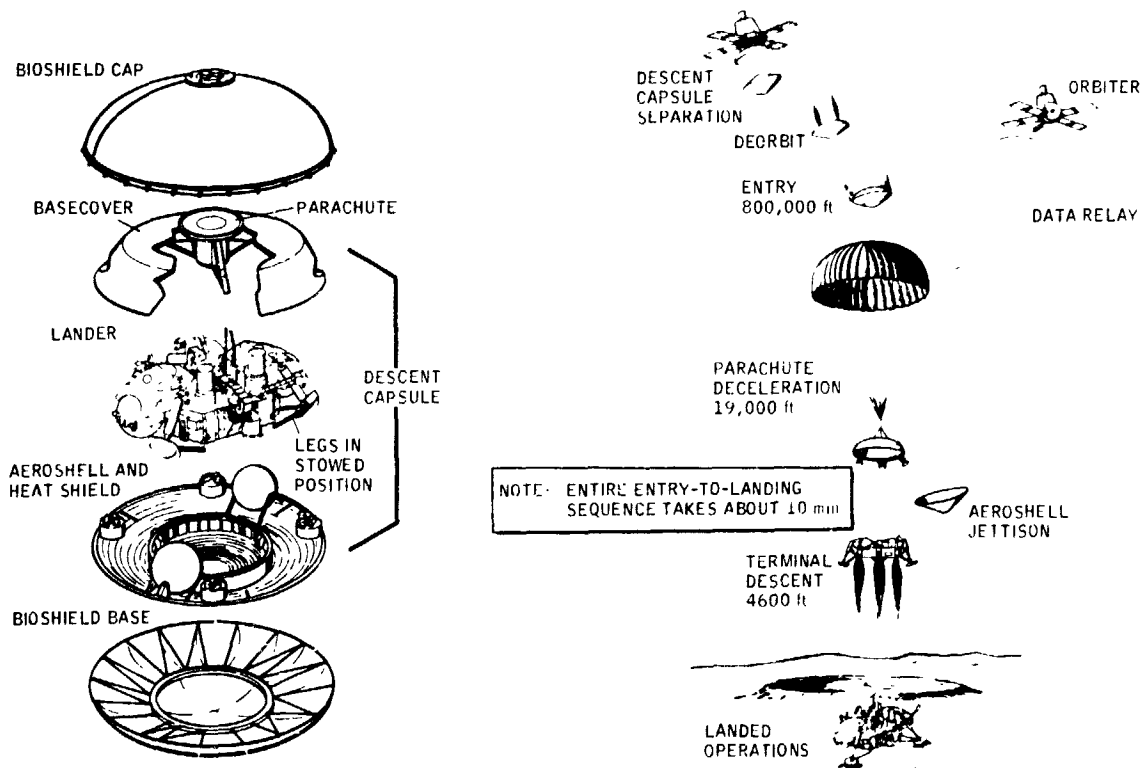 BIOSHIELD CAP
BASECOVER
PARACHUTE
LANDER
DESCENT
CAPSULE
LEGS IN
STOWED
POSITION
AEROSHELL AND
HEAT SHIELD
BIOSHIELD BASE
DESCENT
CAPSULE
SEPARATION
ORBITER
DEORBIT
ENTRY
800,000 ft
DATA RELAY
PARACHUTE
DECELERATION
19,000 ft
NOTE: ENTIRE ENTRY-TO-LANDING
SEQUENCE TAKES ABOUT 10 min
AEROSHELL
JETTISON
TERMINAL
DESCENT
4600 ft
LANDED
OPERATIONS